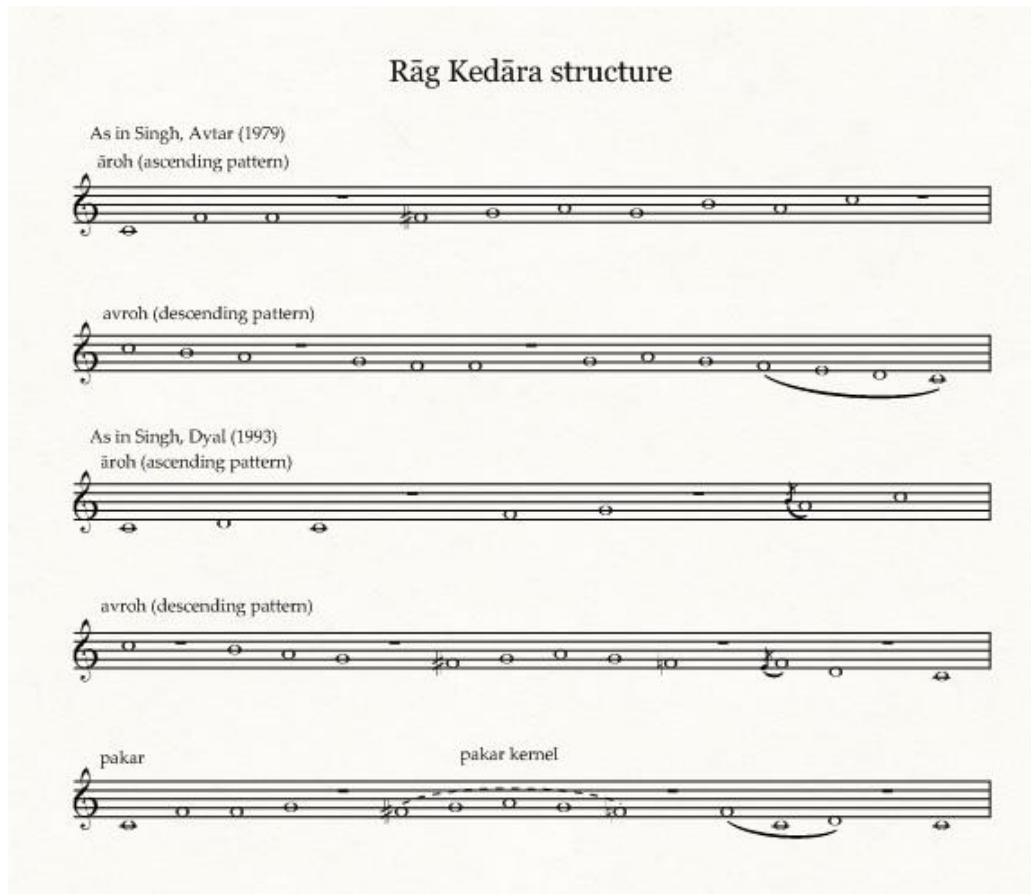 Rāg Kedāra structure
As in Singh, Avtar (1979)
āroh (ascending pattern)
avroh (descending pattern)
As in Singh, Dyal (1993)
āroh (ascending pattern)
avroh (descending pattern)
pakar
pakar kernel